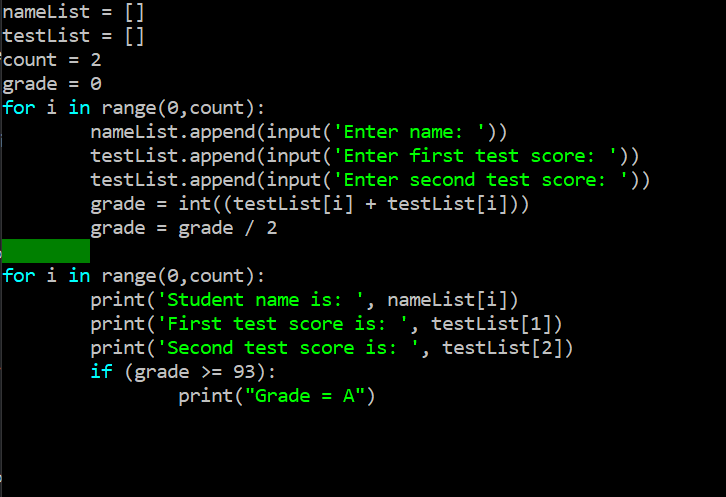 nameList = []
testList = []
count = 2
grade = 0
for i in range(0,count):
        nameList.append(input('Enter name: '))
        testList.append(input('Enter first test score: '))
        testList.append(input('Enter second test score: '))
        grade = int((testList[i] + testList[i]))
        grade = grade / 2

for i in range(0,count):
        print('Student name is: ', nameList[i])
        print('First test score is: ', testList[1])
        print('Second test score is: ', testList[2])
        if (grade >= 93):
                print("Grade = A")